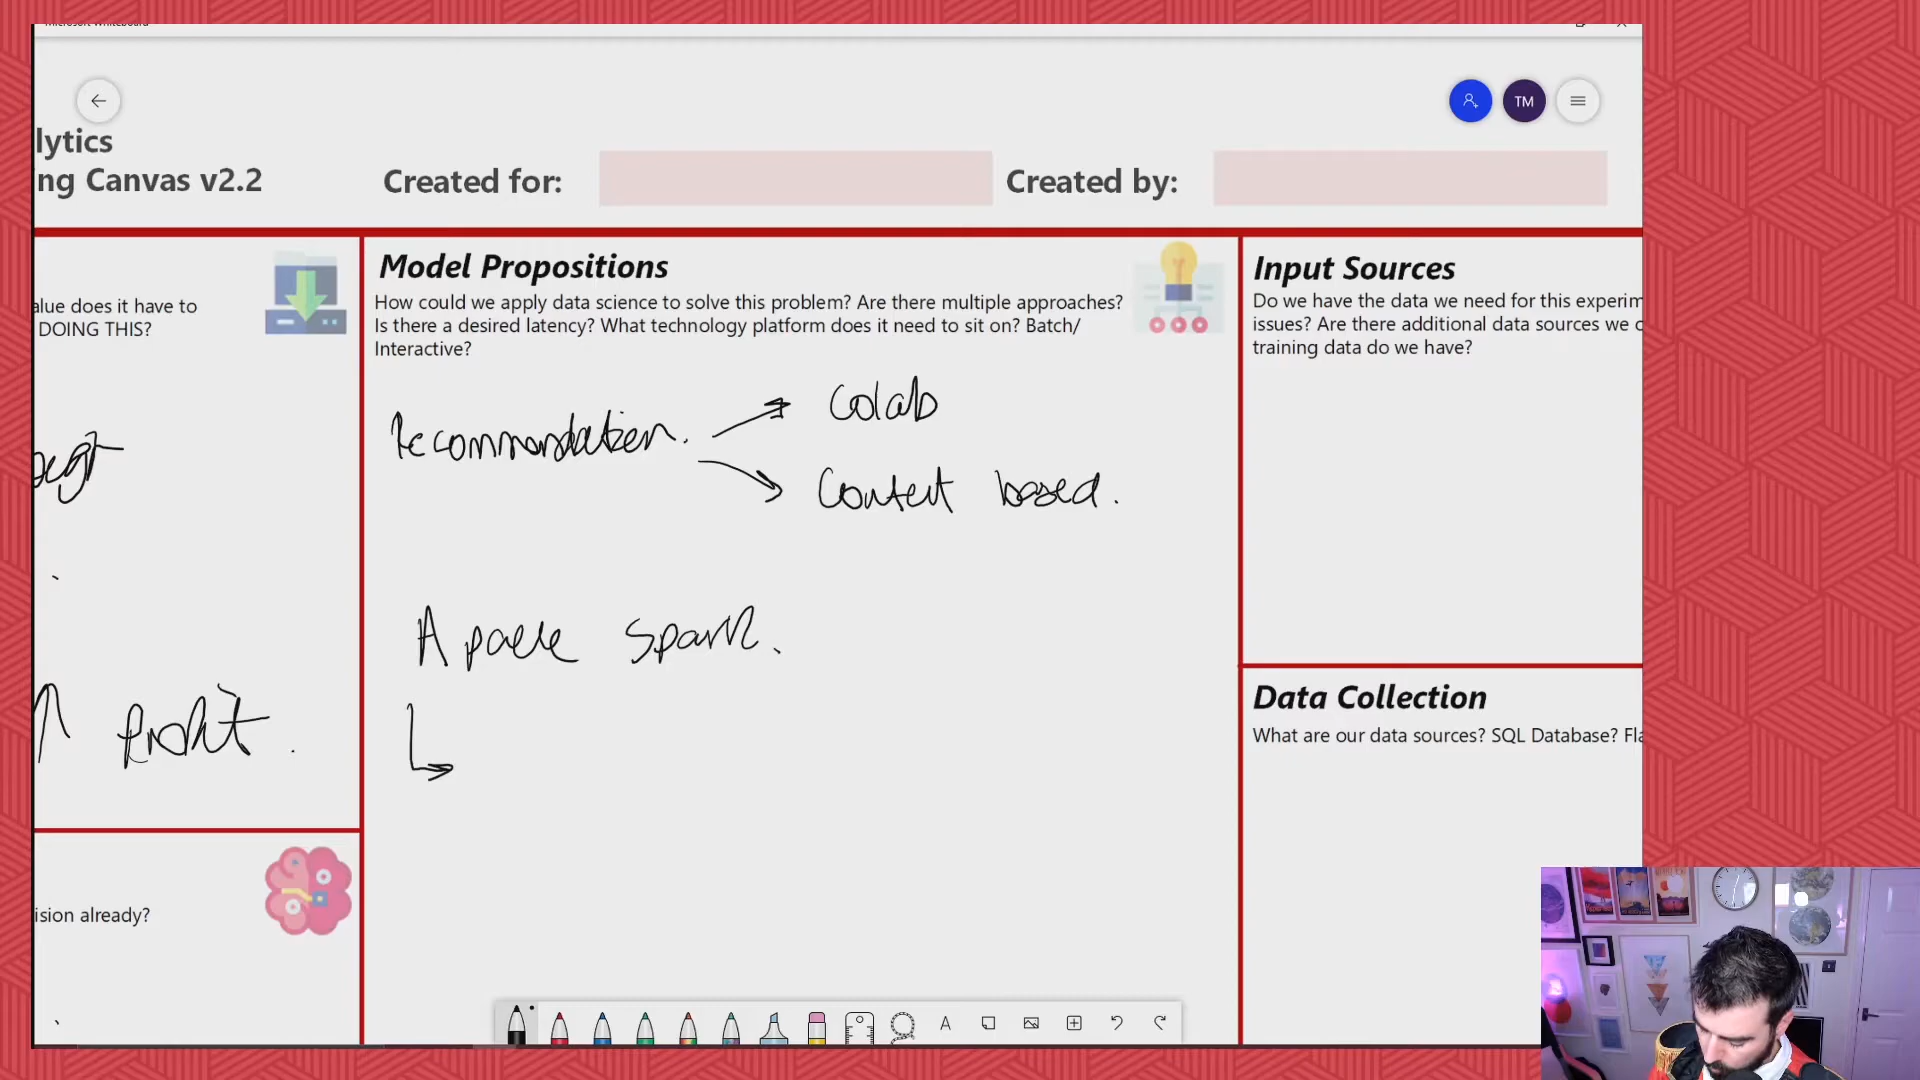 Microsoft Whiteboard
TM
lytics
ng Canvas v2.2
Created for:
Created by:
alue does it have to
DOING THIS?
Profit.
ision already?
Model Propositions
How could we apply data science to solve this problem? Are there multiple approaches?
Is there a desired latency? What technology platform does it need to sit on? Batch/
Interactive?
Recommendation.
Colab
Content based.
Apache Spark.
Input Sources
Do we have the data we need for this experim
issues? Are there additional data sources we c
training data do we have?
Data Collection
What are our data sources? SQL Database? Fla
A